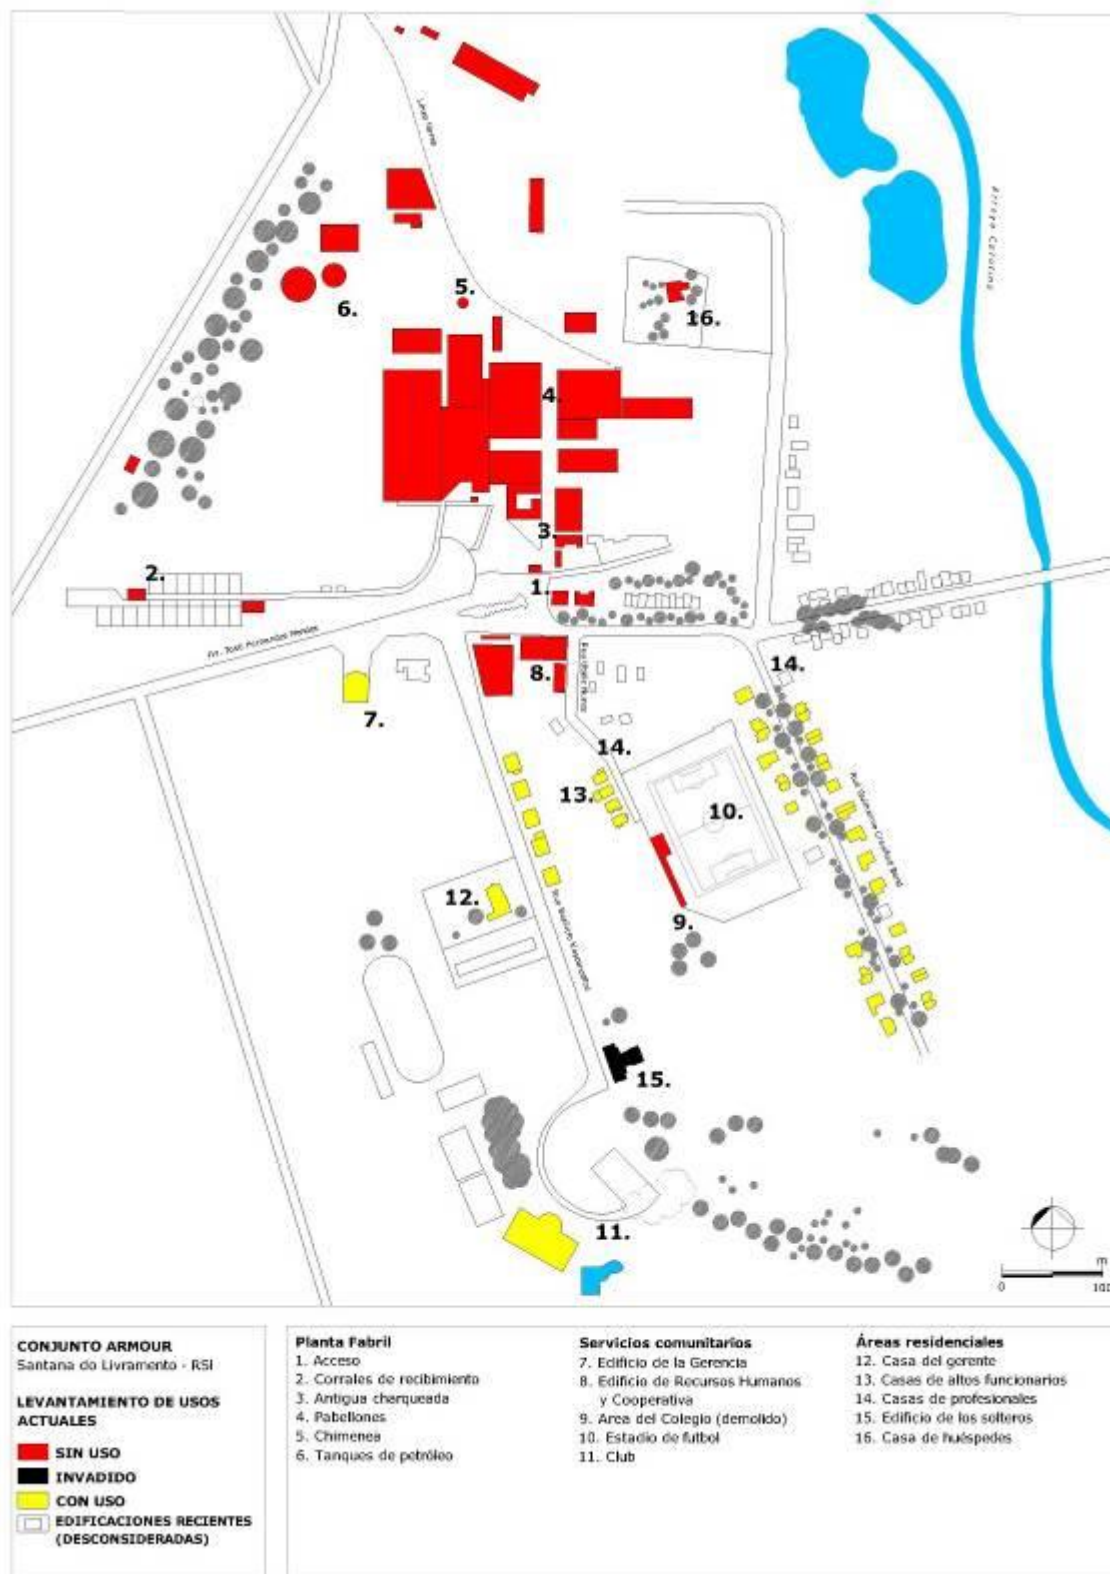 5.
6.
16.
4.
3.
2.
1.
Arroyo Carolina
8.
7.
14.
14.
13.
10.
12.
9.
15.
11.
m
0
100
CONJUNTO ARMOUR
Santana do Livramento - RSI
LEVANTAMIENTO DE USOS
ACTUALES
SIN USO
INVADIDO
CON USO
EDIFICACIONES RECIENTES
(DESCONSIDERADAS)
Planta Fabril
1. Acceso
2. Corrales de recibimiento
3. Antigua charqueada
4. Pabellones
5. Chimenea
6. Tanques de petróleo
Servicios comunitarios
7. Edificio de la Gerencia
8. Edificio de Recursos Humanos
y Cooperativa
9. Area del Colegio (demolido)
10. Estadio de futbol
11. Club
Áreas residenciales
12. Casa del gerente
13. Casas de altos funcionarios
14. Casas de profesionales
15. Edificio de los solteros
16. Casa de huéspedes